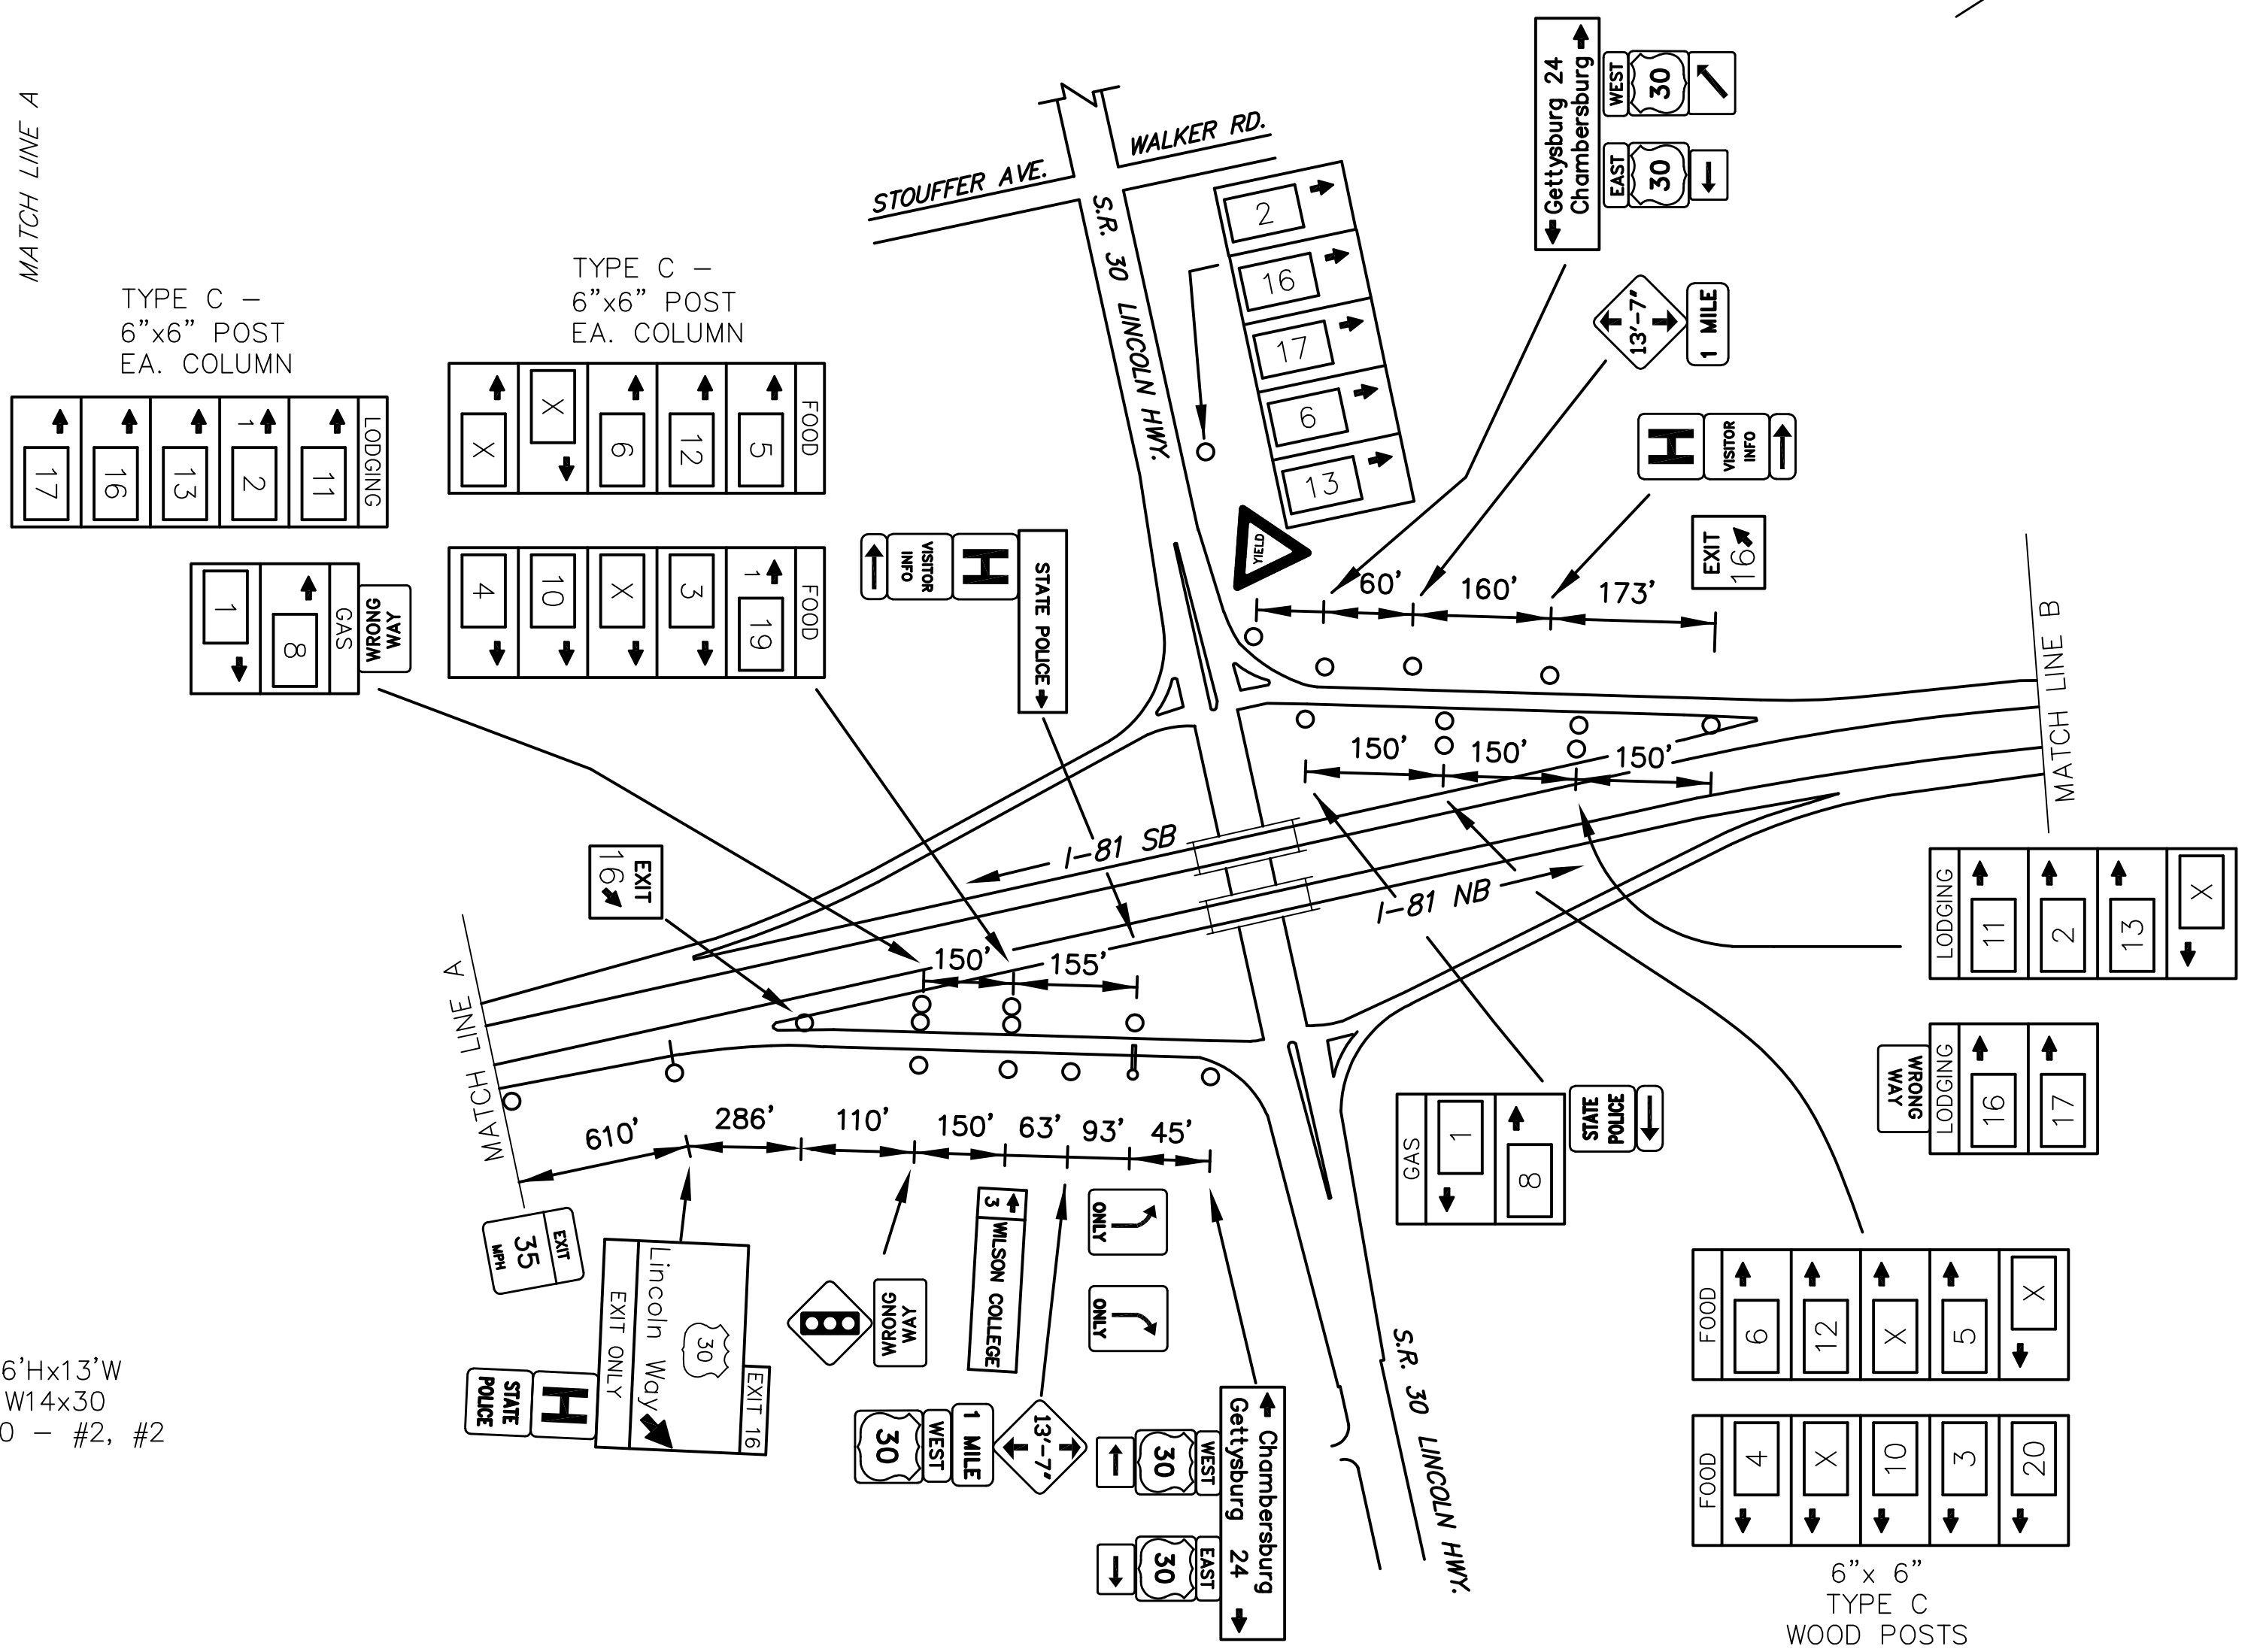 MATCH LINE A
TYPE C –
6"x6" POST
EA. COLUMN
LODGING
11
2
1
13
16
17
TYPE C –
6"x6" POST
EA. COLUMN
FOOD
5
12
6
X
X
FOOD
19
1
3
X
10
4
WRONG
WAY
GAS
8
1
STATE POLICE
H
VISITOR
INFO
STOUFFER AVE.
WALKER RD.
S.R. 30 LINCOLN HWY.
2
16
17
6
13
YIELD
Gettysburg 24
Chambersburg
WEST
30
EAST
30
13'-7"
1 MILE
H
VISITOR
INFO
EXIT
16
60'
160'
173'
150'
150'
150'
MATCH LINE B
I-81 SB
I-81 NB
EXIT
16
150'
155'
MATCH LINE A
610'
286'
110'
150'
63'
93'
45'
LODGING
11
2
13
X
WRONG
WAY
LODGING
16
17
GAS
1
8
STATE
POLICE
FOOD
6
12
X
5
X
FOOD
4
X
10
3
20
6"x 6"
TYPE C
WOOD POSTS
EXIT
35
MPH
EXIT 16
30
Lincoln Way
EXIT ONLY
H
STATE
POLICE
WRONG
WAY
3
WILSON COLLEGE
ONLY
ONLY
13'-7"
1 MILE
WEST
30
Chambersburg
Gettysburg 24
WEST
30
EAST
30
S.R. 30 LINCOLN HWY.
6'Hx13'W
W14x30
0 – #2, #2